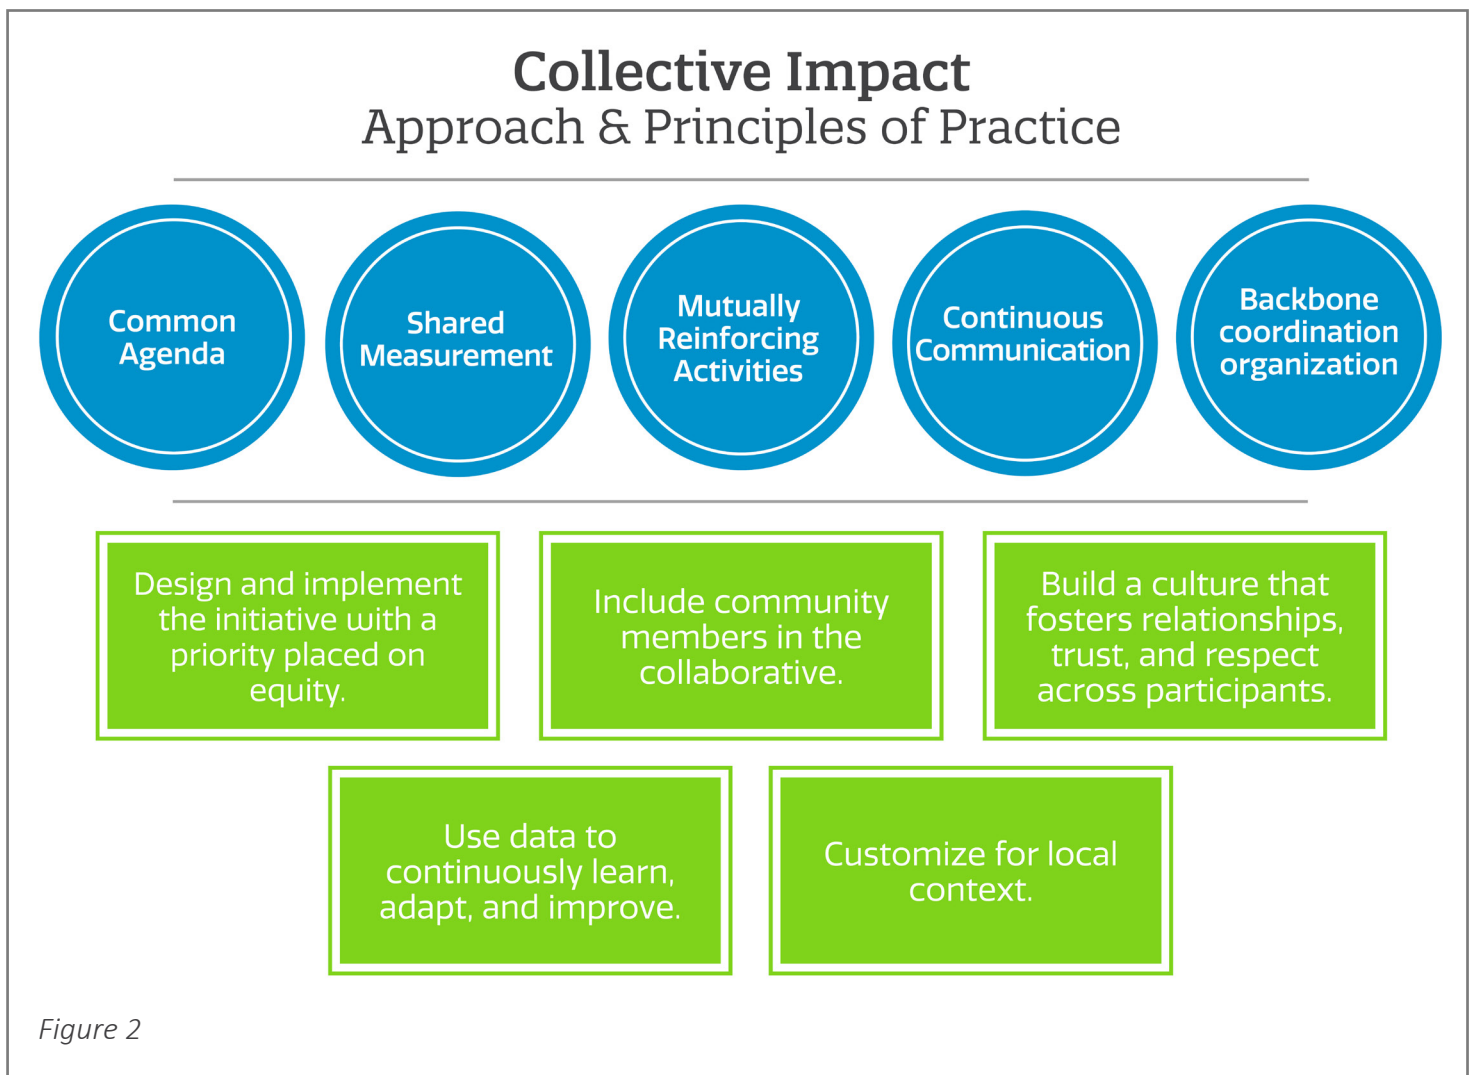 Collective Impact
Approach & Principles of Practice
Common
Agenda
Shared
Measurement
Mutually
Reinforcing
Activities
Continuous
Communication
Backbone
coordination
organization
Design and implement
the initiative with a
priority placed on
equity.
Include community
members in the
collaborative.
Build a culture that
fosters relationships,
trust, and respect
across participants.
Use data to
continuously learn,
adapt, and improve.
Customize for local
context.
Figure 2